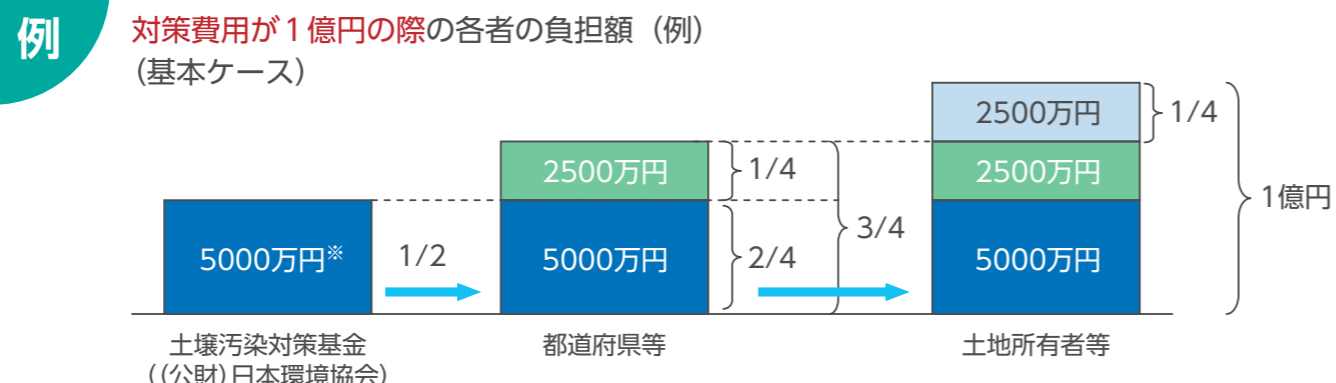 例
対策費用が1億円の際の各者の負担額（例）
（基本ケース）
2500万円
1/4
2500万円
1/4
2500万円
1億円
3/4
5000万円※
1/2
5000万円
2/4
5000万円
土壌汚染対策基金
（（公財）日本環境協会）
都道府県等
土地所有者等